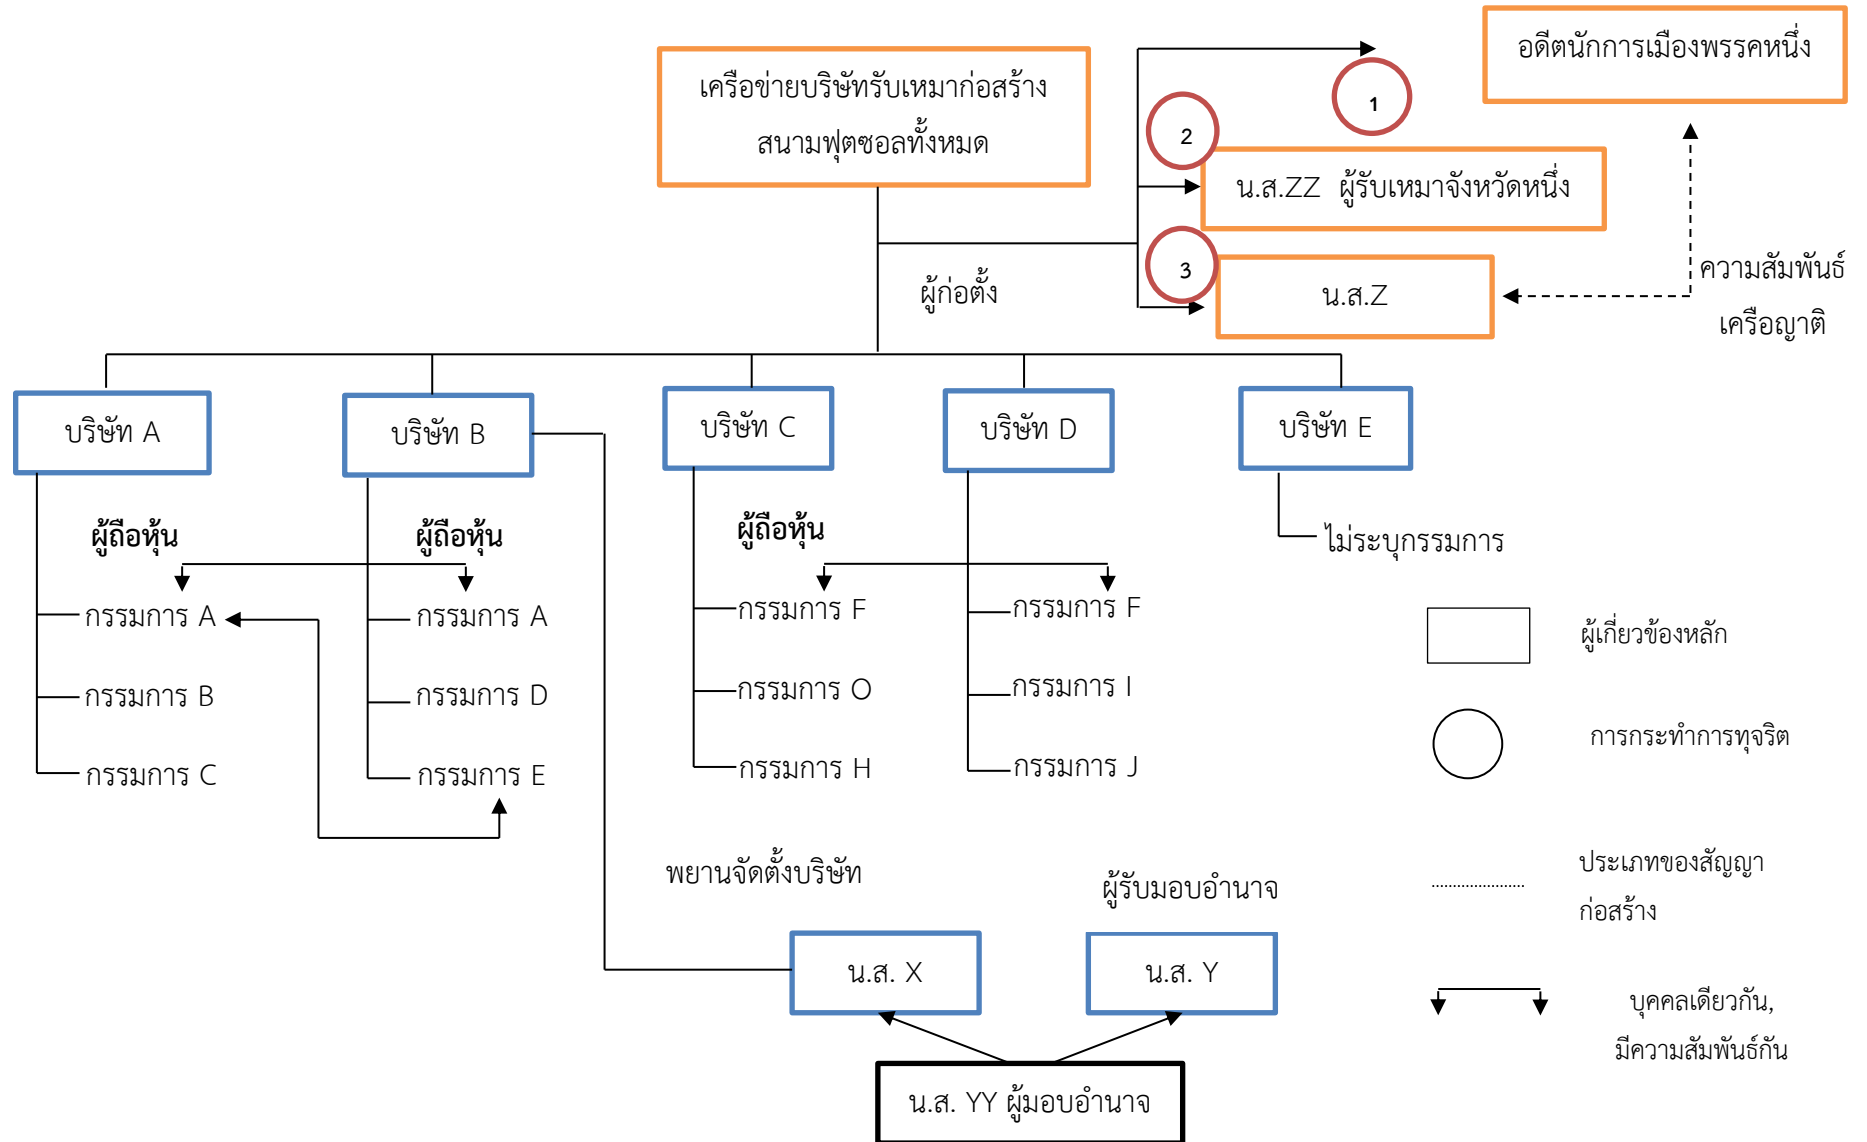 อดีตนักการเมืองพรรคหนึ่ง
เครือข่ายบริษัทรับเหมาก่อสร้าง
สนามฟุตซอลทั้งหมด
1
2
น.ส.ZZ ผู้รับเหมาจังหวัดหนึ่ง
3
น.ส.Z
ความสัมพันธ์
เครือญาติ
ผู้ก่อตั้ง
บริษัท A
บริษัท B
บริษัท C
บริษัท D
บริษัท E
ผู้ถือหุ้น
ผู้ถือหุ้น
ผู้ถือหุ้น
ไม่ระบุกรรมการ
กรรมการ A
กรรมการ A
กรรมการ F
กรรมการ F
กรรมการ B
กรรมการ D
กรรมการ O
กรรมการ I
กรรมการ C
กรรมการ E
กรรมการ H
กรรมการ J
ผู้เกี่ยวข้องหลัก
การกระทำการทุจริต
ประเภทของสัญญา
ก่อสร้าง
บุคคลเดียวกัน,
มีความสัมพันธ์กัน
พยานจัดตั้งบริษัท
ผู้รับมอบอำนาจ
น.ส. X
น.ส. Y
น.ส. YY ผู้มอบอำนาจ